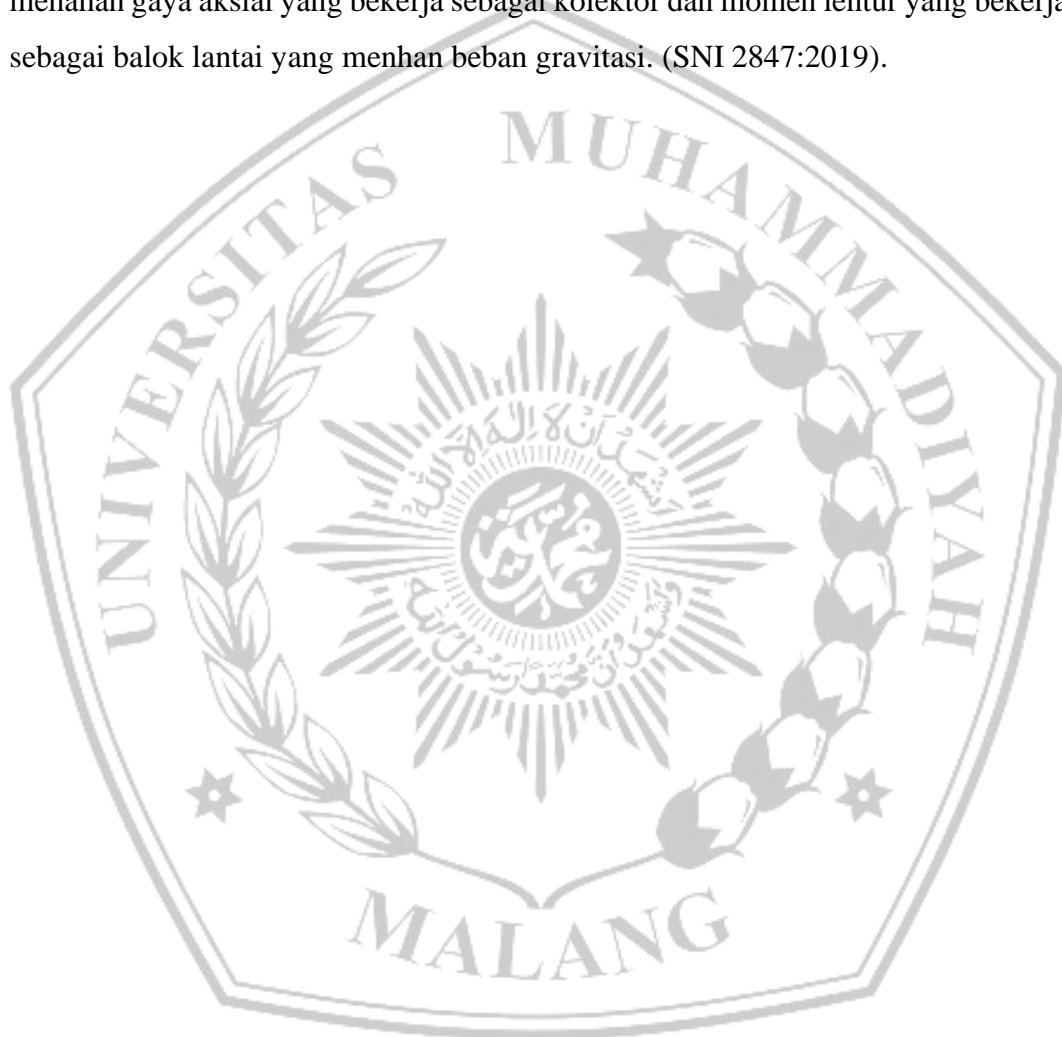 menahan gaya aksial yang bekerja sebagai kolektor dan momen lentur yang bekerja
sebagai balok lantai yang menhan beban gravitasi. (SNI 2847:2019).
UNIVERSITAS MUHAMMADIYAH
MALANG